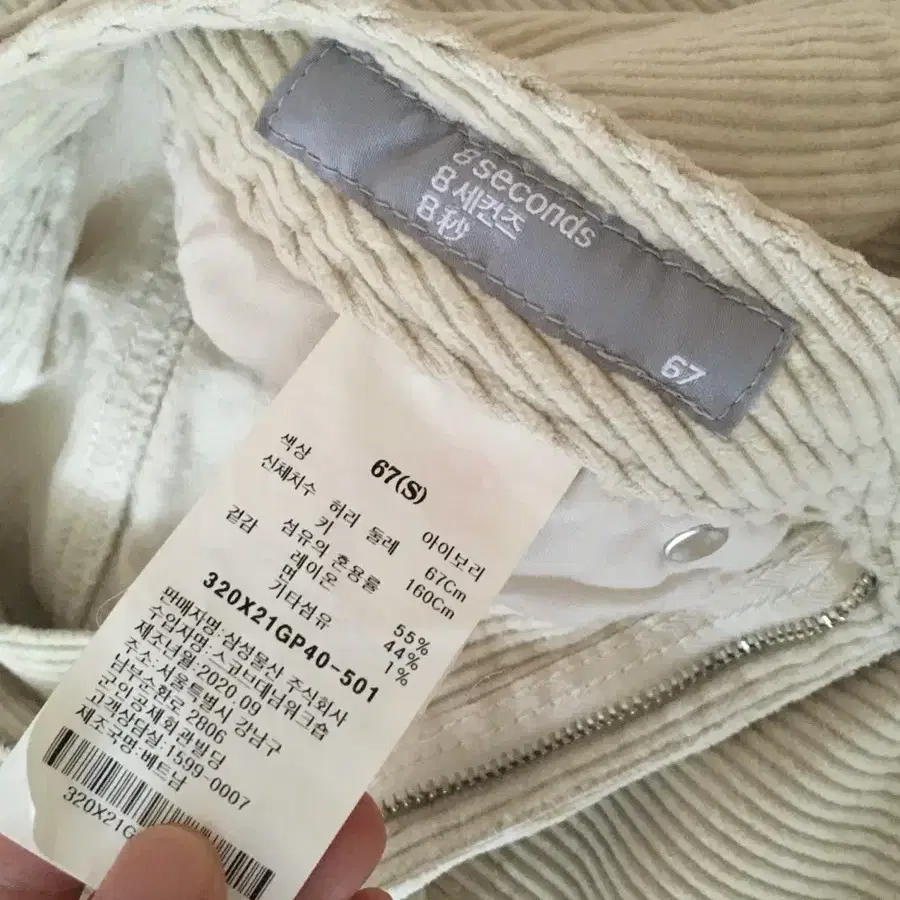 8seconds
8세컨즈
8秒
67
67(S)
색상 아이보리
신체치수 허리 둘레 67Cm
키 160Cm
겉감 섬유의 혼용률
레이온 55%
면 44%
기타섬유 1%
320X21GP40-501
판매자명:삼성물산 주식회사
수입사명:스코브데님워크숍
제조년월:2020.09
주소:서울특별시 강남구
남부순환로 2806
군인공제회관빌딩
고객상담실:1599-0007
제조국명:베트남
320X21G